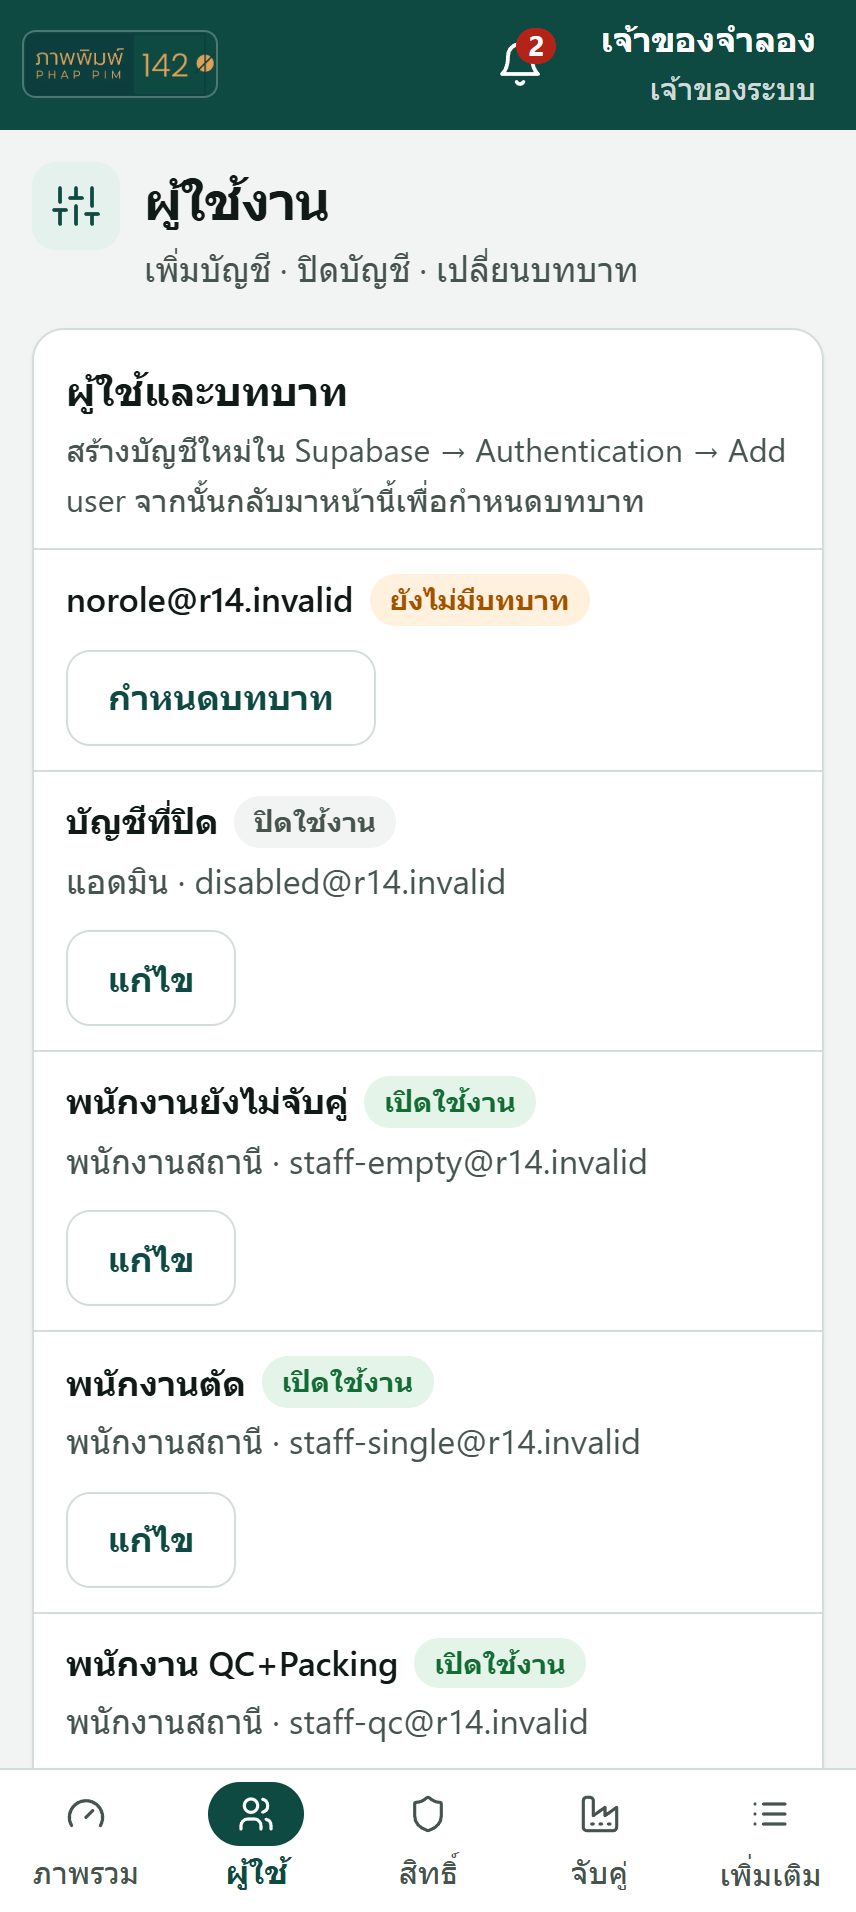 ภาพพิมพ์
PHAP PIM
142
2
เจ้าของจำลอง
เจ้าของระบบ
ผู้ใช้งาน
เพิ่มบัญชี · ปิดบัญชี · เปลี่ยนบทบาท
ผู้ใช้และบทบาท
สร้างบัญชีใหม่ใน Supabase → Authentication → Add
user จากนั้นกลับมาหน้านี้เพื่อกำหนดบทบาท
norole@r14.invalid ยังไม่มีบทบาท
กำหนดบทบาท
บัญชีที่ปิด ปิดใช้งาน
แอดมิน · disabled@r14.invalid
แก้ไข
พนักงานยังไม่จับคู่ เปิดใช้งาน
พนักงานสถานี · staff-empty@r14.invalid
แก้ไข
พนักงานตัด เปิดใช้งาน
พนักงานสถานี · staff-single@r14.invalid
แก้ไข
พนักงาน QC+Packing เปิดใช้งาน
พนักงานสถานี · staff-qc@r14.invalid
ภาพรวม ผู้ใช้ สิทธิ์ จับคู่ เพิ่มเติม